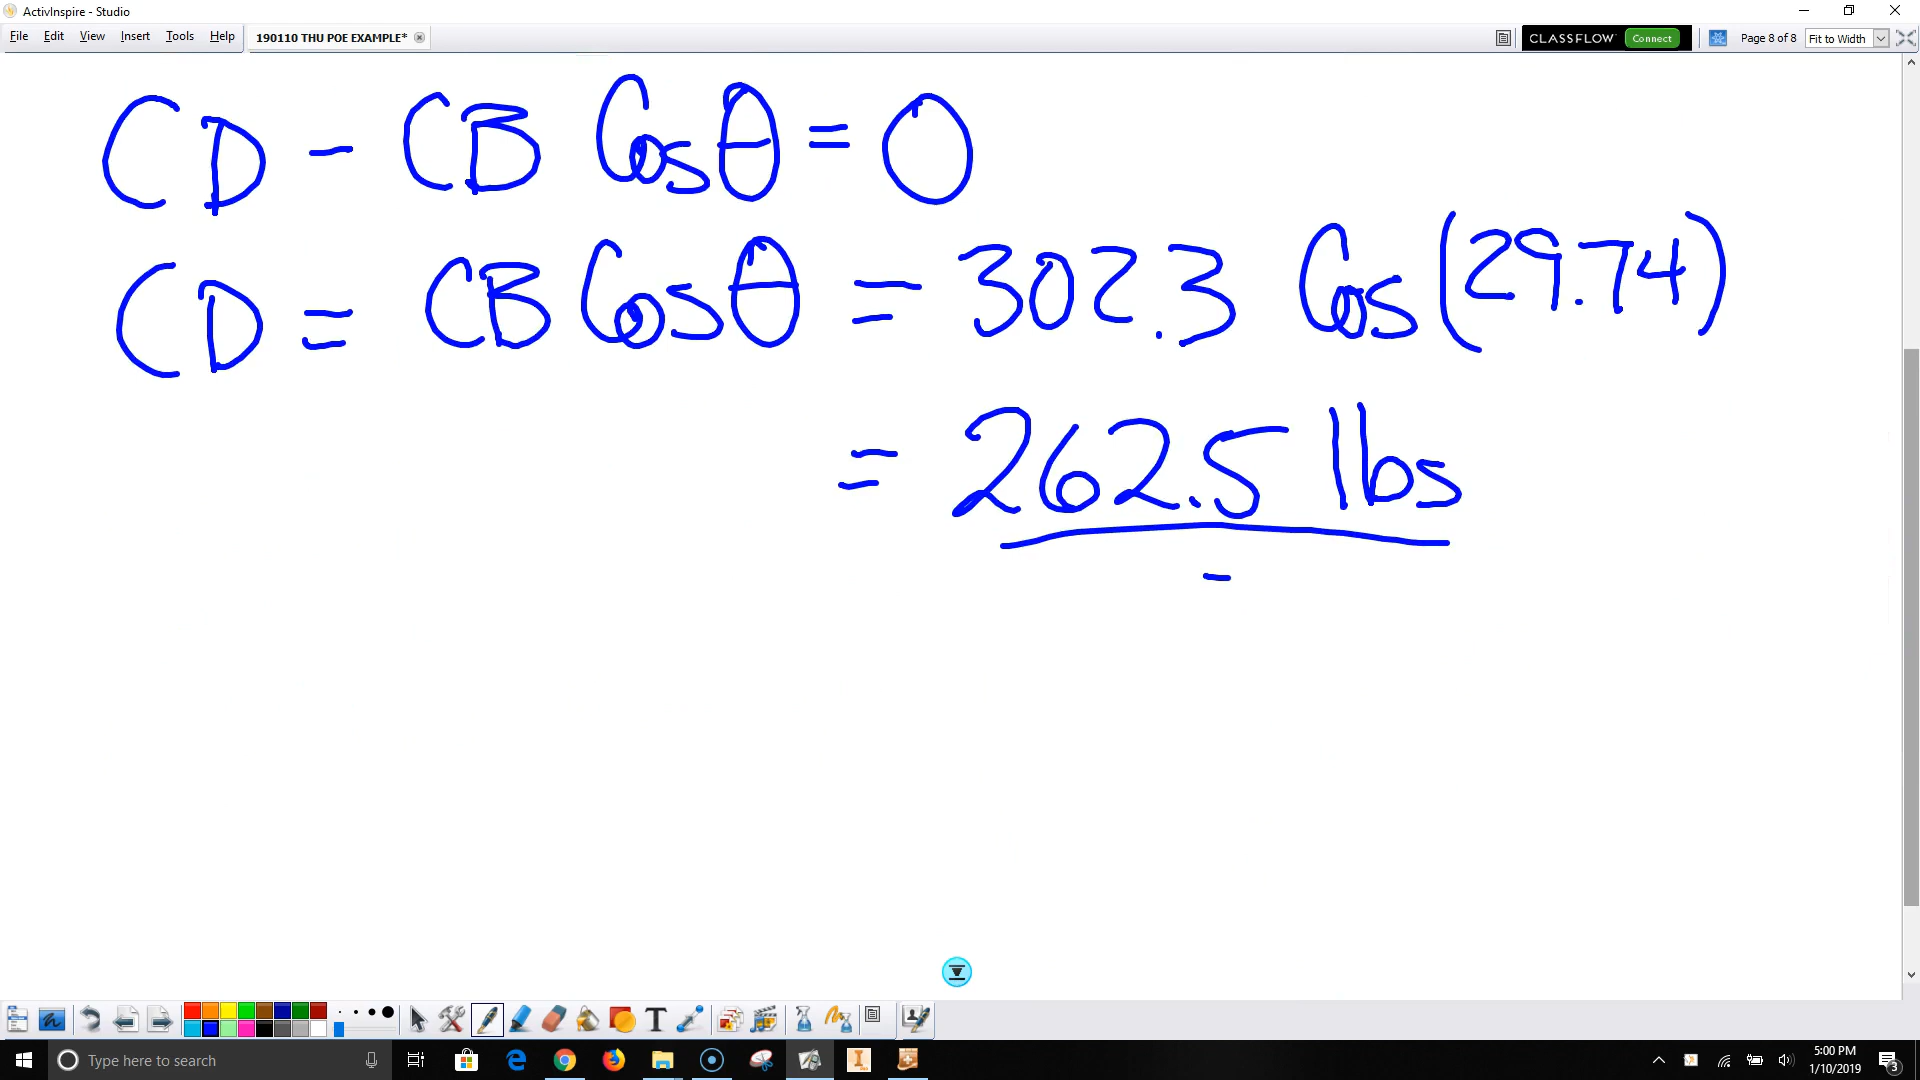 ActivInspire - Studio
File Edit View Insert Tools Help 190110 THU POE EXAMPLE* CLASSFLOW Connect Page 8 of 8 Fit to Width
CD - CB Cosθ = 0
CD = CB Cosθ = 302.3 Cos(29.74)
= 262.5 lbs
Type here to search
5:00 PM
1/10/2019
3